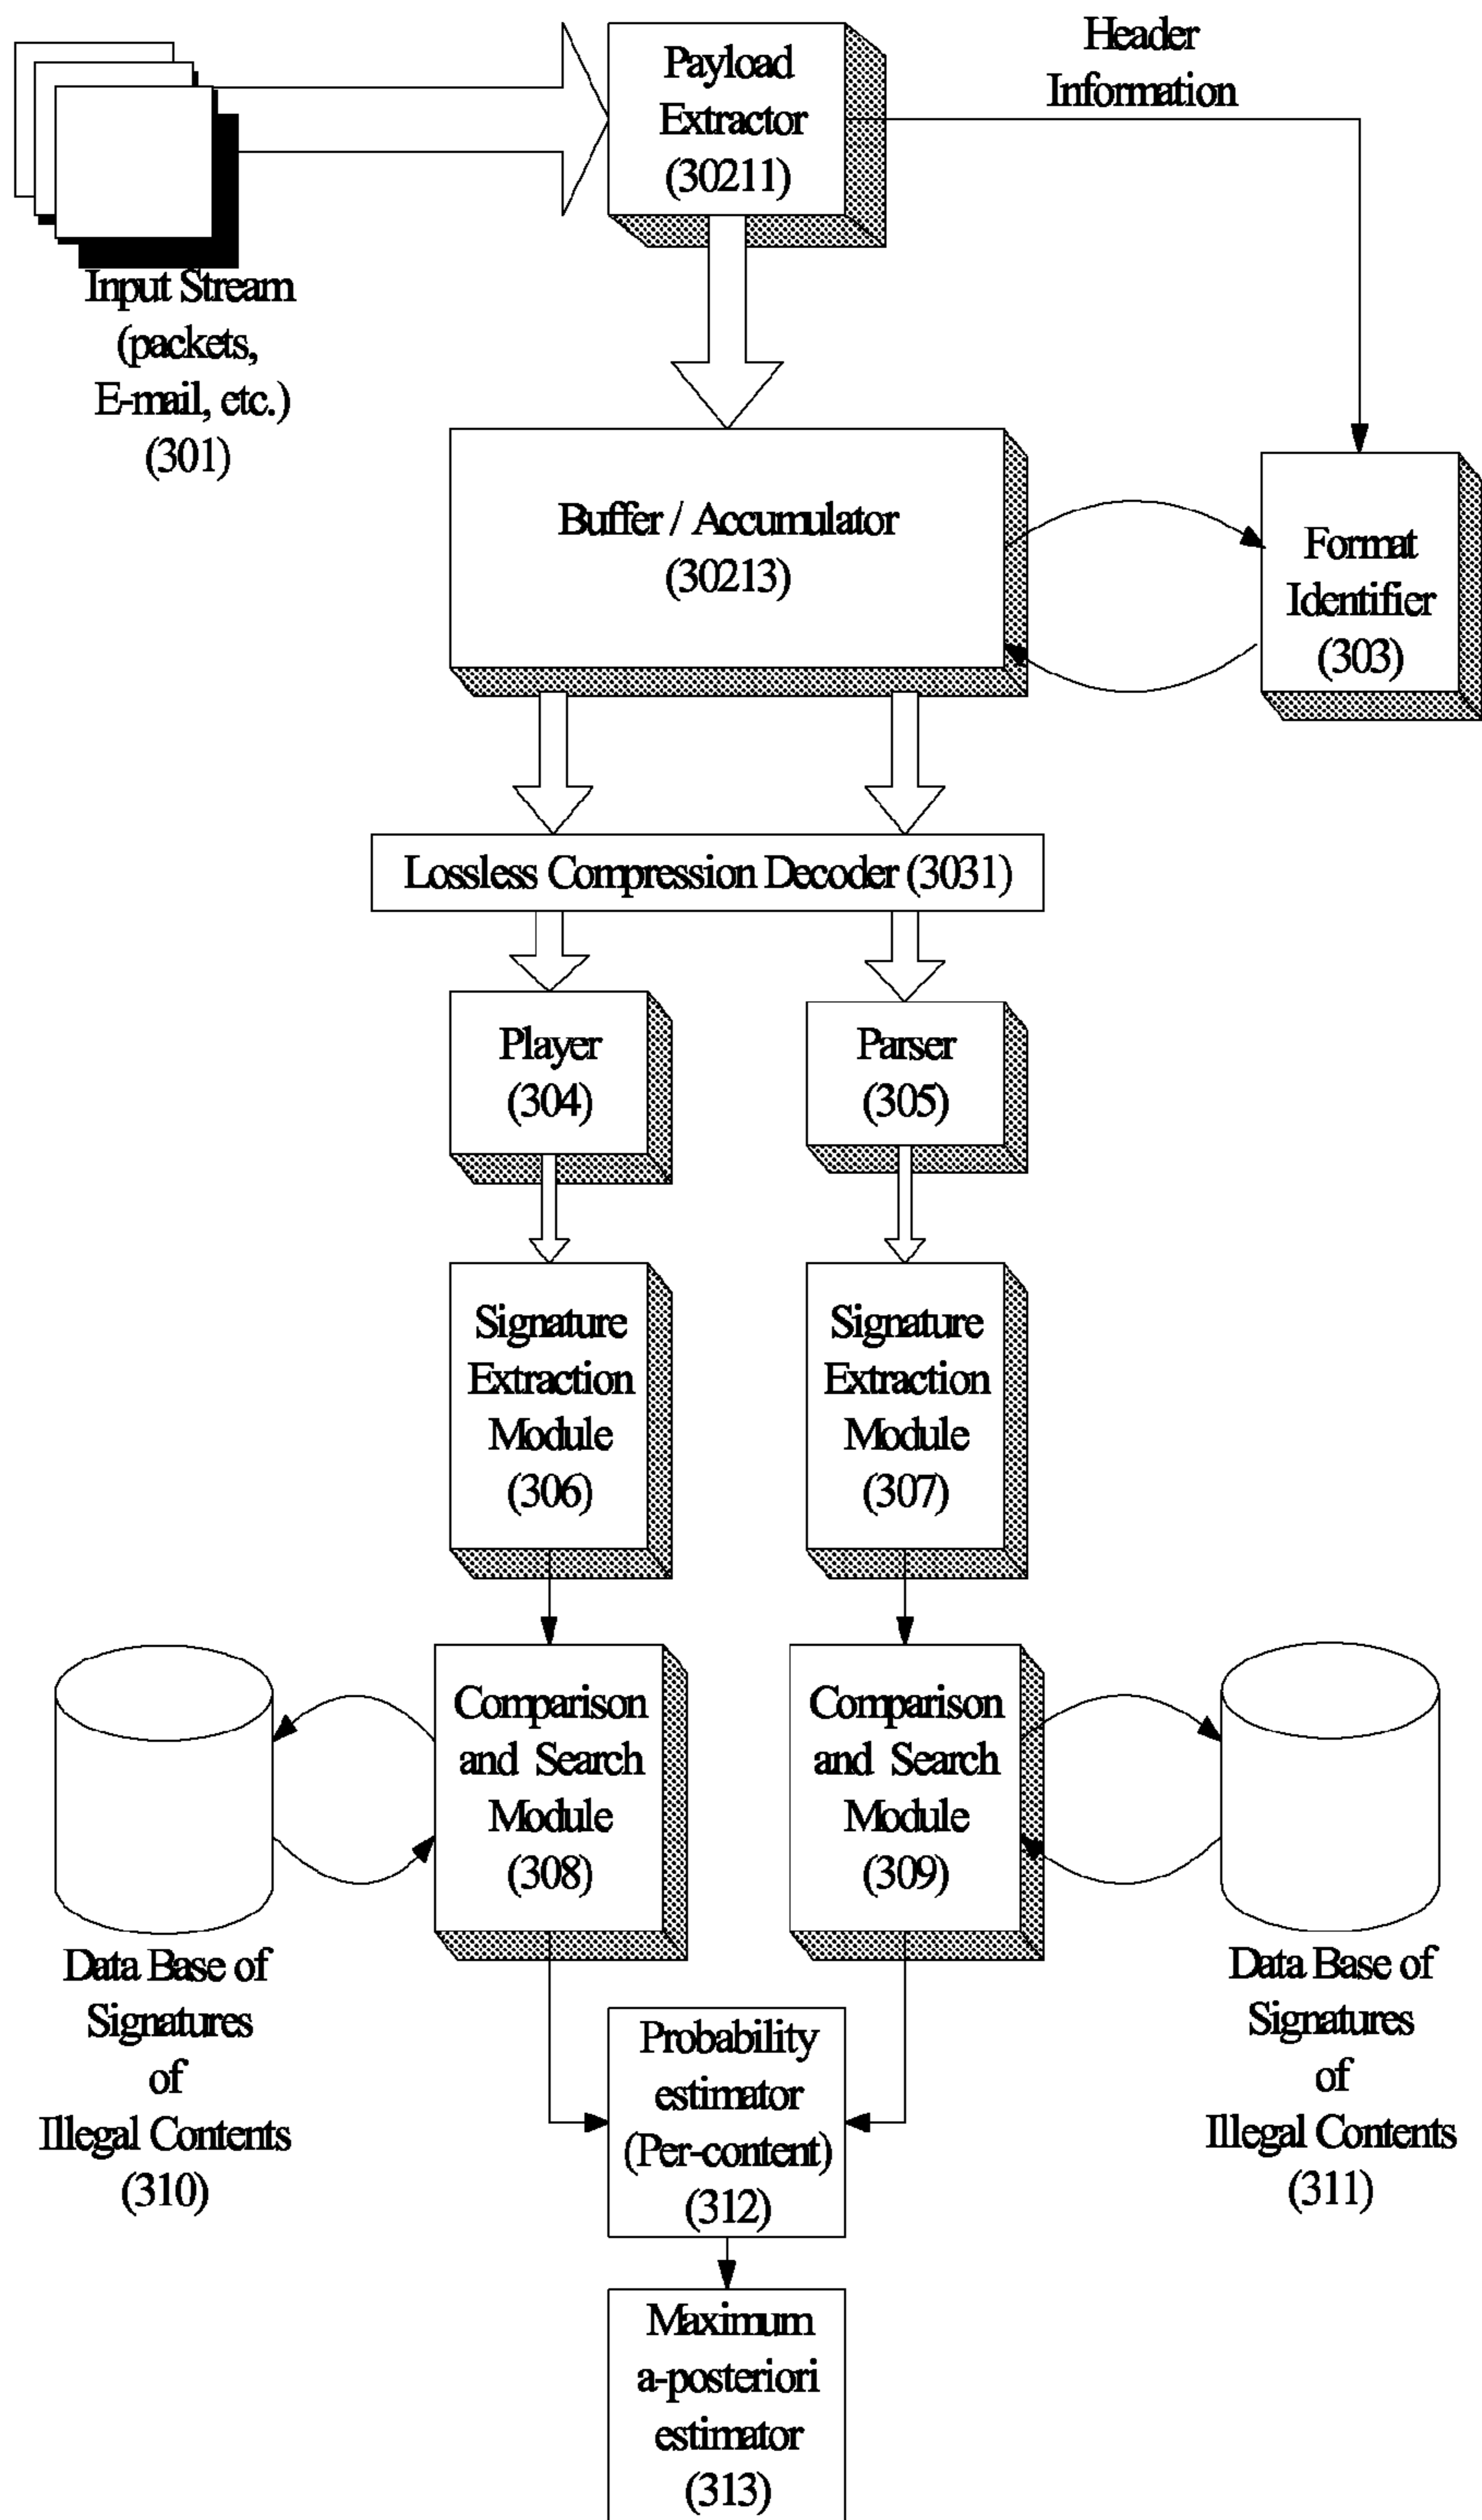 Payload
Extractor
(30211)
Header
Information
Input Stream
(packets,
E-mail, etc.)
(301)
Buffer / Accumulator
(30213)
Format
Identifier
(303)
Lossless Compression Decoder (3031)
Player
(304)
Parser
(305)
Signature
Extraction
Module
(306)
Signature
Extraction
Module
(307)
Comparison
and Search
Module
(308)
Comparison
and Search
Module
(309)
Data Base of
Signatures
of
Illegal Contents
(310)
Data Base of
Signatures
of
Illegal Contents
(311)
Probability
estimator
(Per-content)
(312)
Maximum
a-posteriori
estimator
(313)